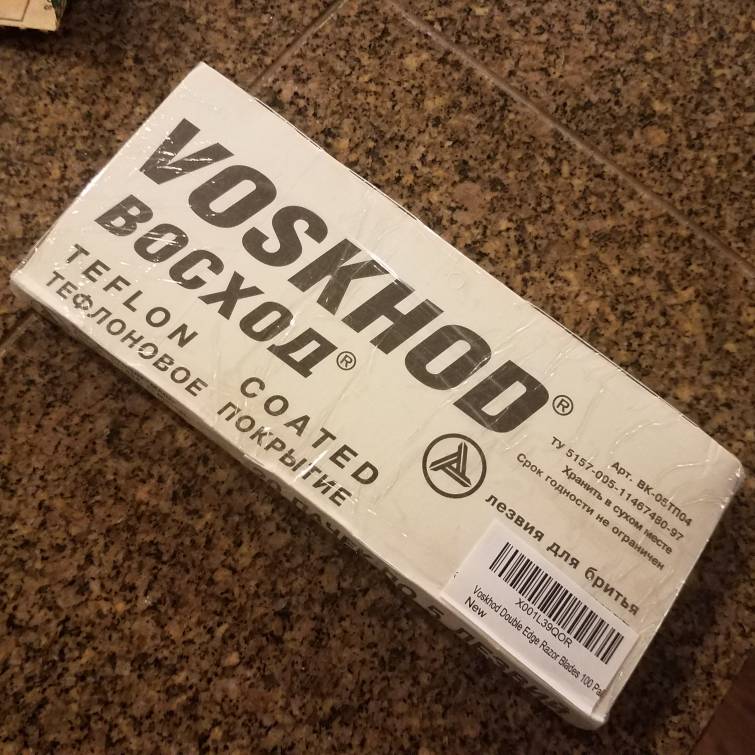 VOSKHOD®
ВОСХОД®
TEFLON COATED
ТЕФЛОНОВОЕ ПОКРЫТИЕ
Арт. ВК-05ТП04
ТУ 5157-005-11467480-97
Хранить в сухом месте
Срок годности не ограничен
лезвия для бритья
X001L39QOR
Voskhod Double Edge Razor Blades 100
New